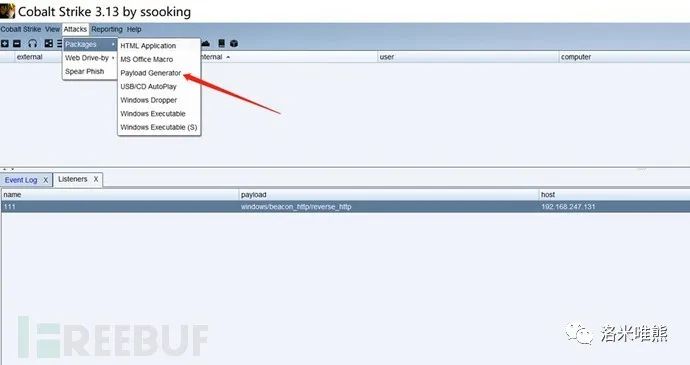 Cobalt Strike 3.13 by ssooking
Cobalt Strike View Attacks Reporting Help
Packages
Web Drive-by
Spear Phish
HTML Application
MS Office Macro
Payload Generator
USB/CD AutoPlay
Windows Dropper
Windows Executable
Windows Executable (S)
external internal user computer
Event Log X Listeners X
name payload host
111 windows/beacon_http/reverse_http 192.168.247.131
FREEBUF
洛米唯熊